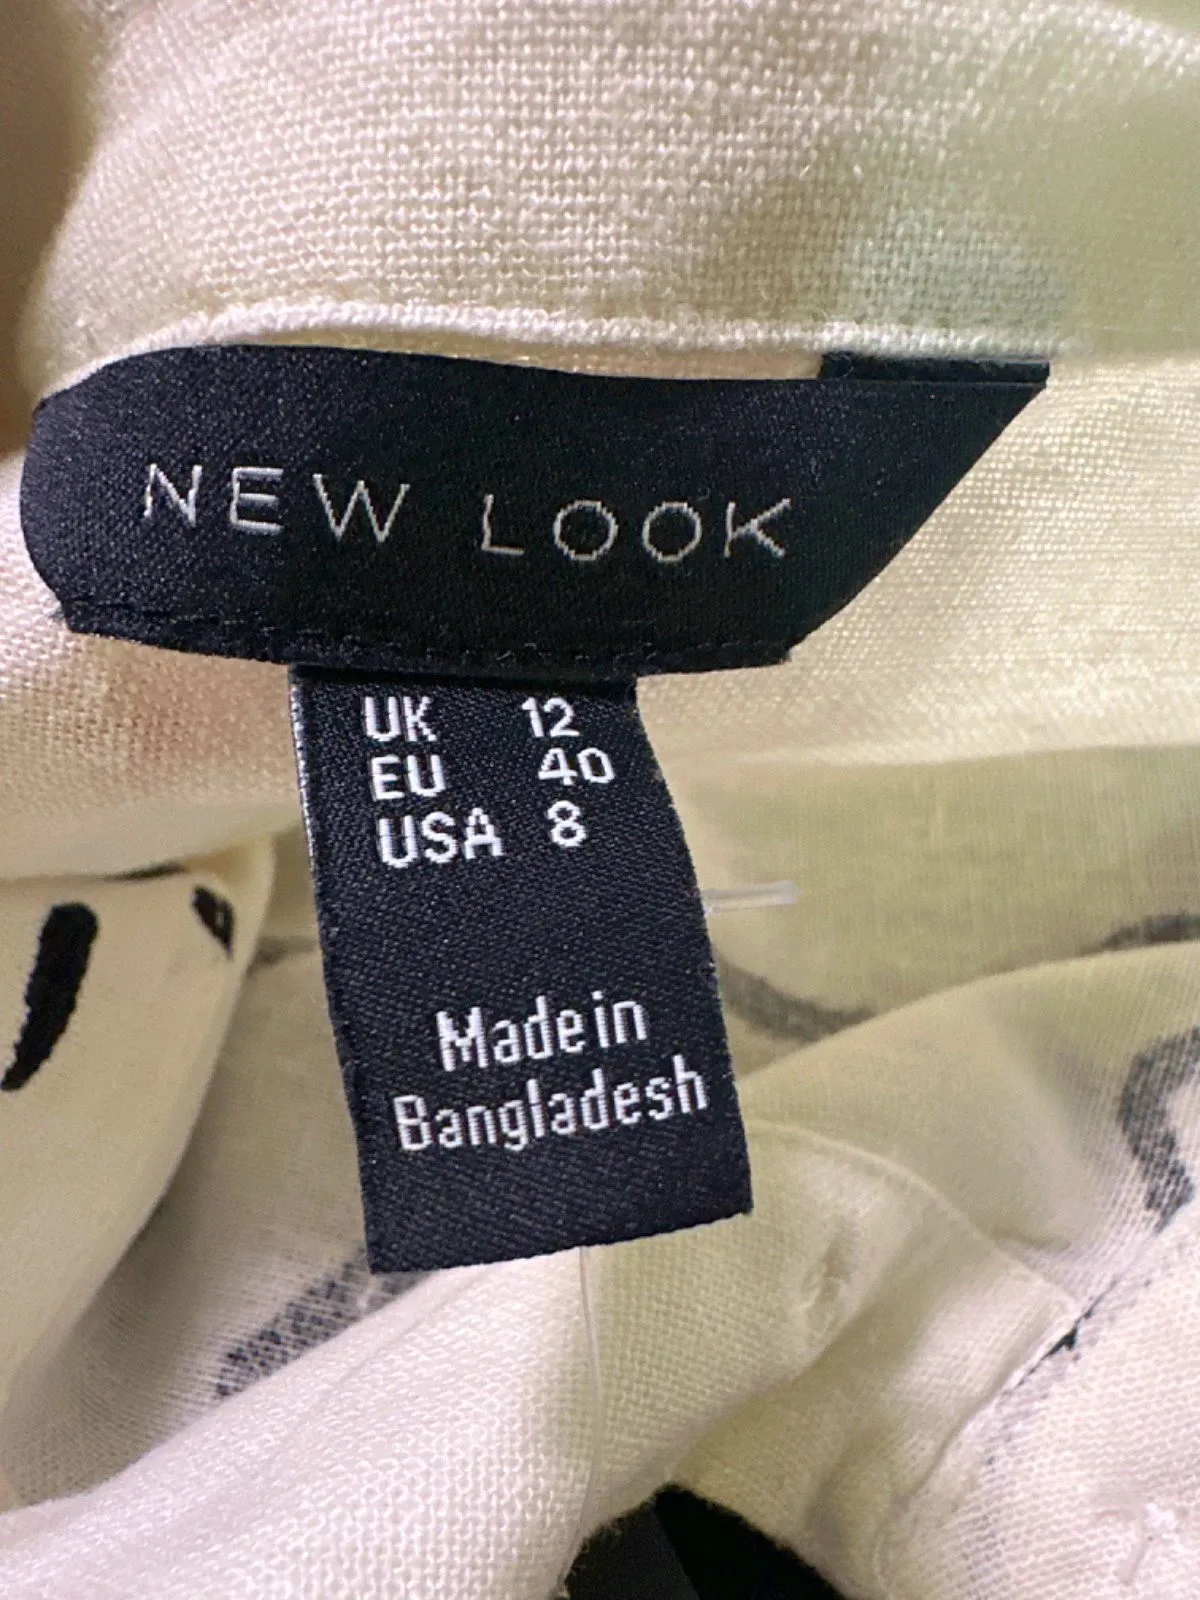 NEW LOOK
UK 12
EU 40
USA 8
Made in
Bangladesh